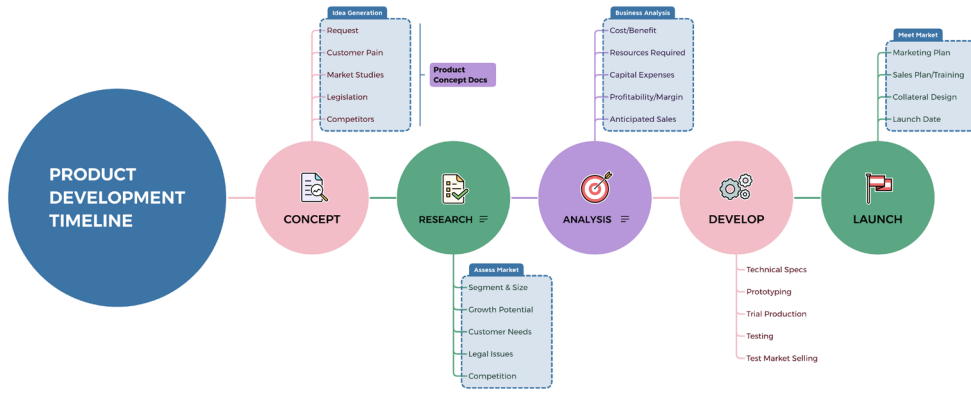 PRODUCT
DEVELOPMENT
TIMELINE
Idea Generation
Request
Customer Pain
Market Studies
Legislation
Competitors
Product
Concept Docs
CONCEPT
RESEARCH
Assess Market
Segment & Size
Growth Potential
Customer Needs
Legal Issues
Competition
Business Analysis
Cost/Benefit
Resources Required
Capital Expenses
Profitability/Margin
Anticipated Sales
ANALYSIS
DEVELOP
Technical Specs
Prototyping
Trial Production
Testing
Test Market Selling
Meet Market
Marketing Plan
Sales Plan/Training
Collateral Design
Launch Date
LAUNCH